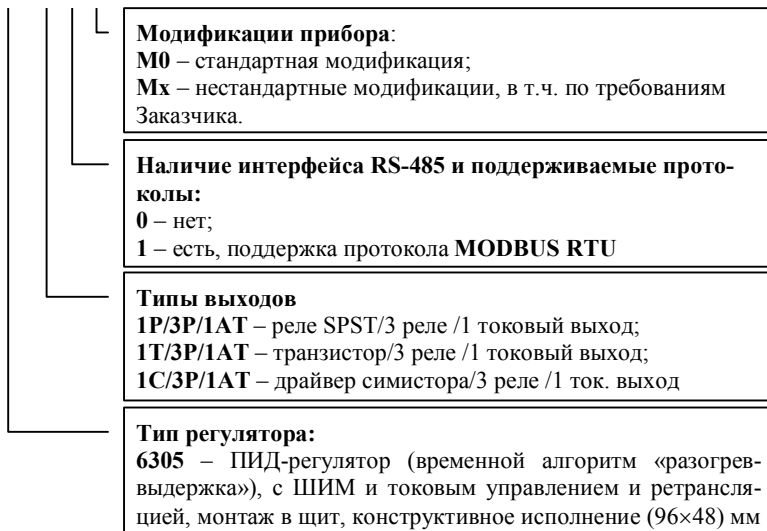 Модификации прибора:
М0 – стандартная модификация;
Мх – нестандартные модификации, в т.ч. по требованиям
Заказчика.
Наличие интерфейса RS-485 и поддерживаемые прото-
колы:
0 – нет;
1 – есть, поддержка протокола MODBUS RTU
Типы выходов
1Р/3Р/1АТ – реле SPST/3 реле /1 токовый выход;
1Т/3Р/1АТ – транзистор/3 реле /1 токовый выход;
1С/3Р/1АТ – драйвер симистора/3 реле /1 ток. выход
Тип регулятора:
6305 – ПИД-регулятор (временной алгоритм «разогрев-
выдержка»), с ШИМ и токовым управлением и ретрансля-
цией, монтаж в щит, конструктивное исполнение (96×48) мм